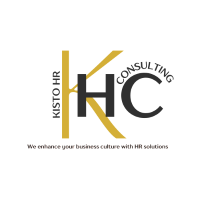 KISTO HR
KHC
CONSULTING
We enhance your business culture with HR solutions